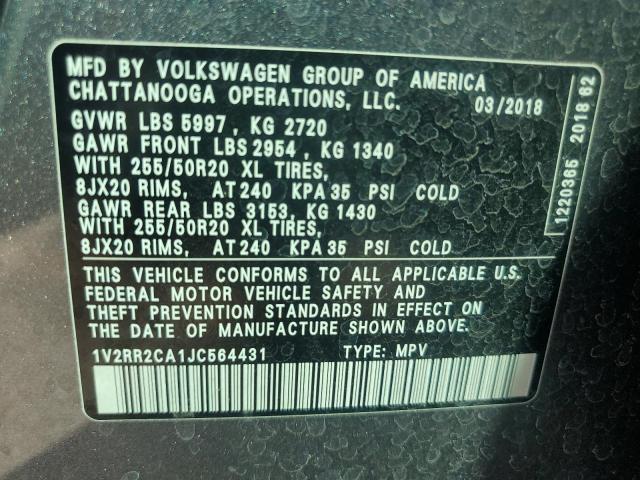 MFD BY VOLKSWAGEN GROUP OF AMERICA
CHATTANOOGA OPERATIONS, LLC. 03/2018
GVWR LBS 5997, KG 2720
GAWR FRONT LBS 2954, KG 1340
WITH 255/50R20 XL TIRES,
8JX20 RIMS, AT 240 KPA 35 PSI COLD
GAWR REAR LBS 3153, KG 1430
WITH 255/50R20 XL TIRES,
8JX20 RIMS, AT 240 KPA 35 PSI COLD
THIS VEHICLE CONFORMS TO ALL APPLICABLE U.S.
FEDERAL MOTOR VEHICLE SAFETY AND
THEFT PREVENTION STANDARDS IN EFFECT ON
THE DATE OF MANUFACTURE SHOWN ABOVE.
1V2RR2CA1JC564431 TYPE: MPV
1220365 2018 62